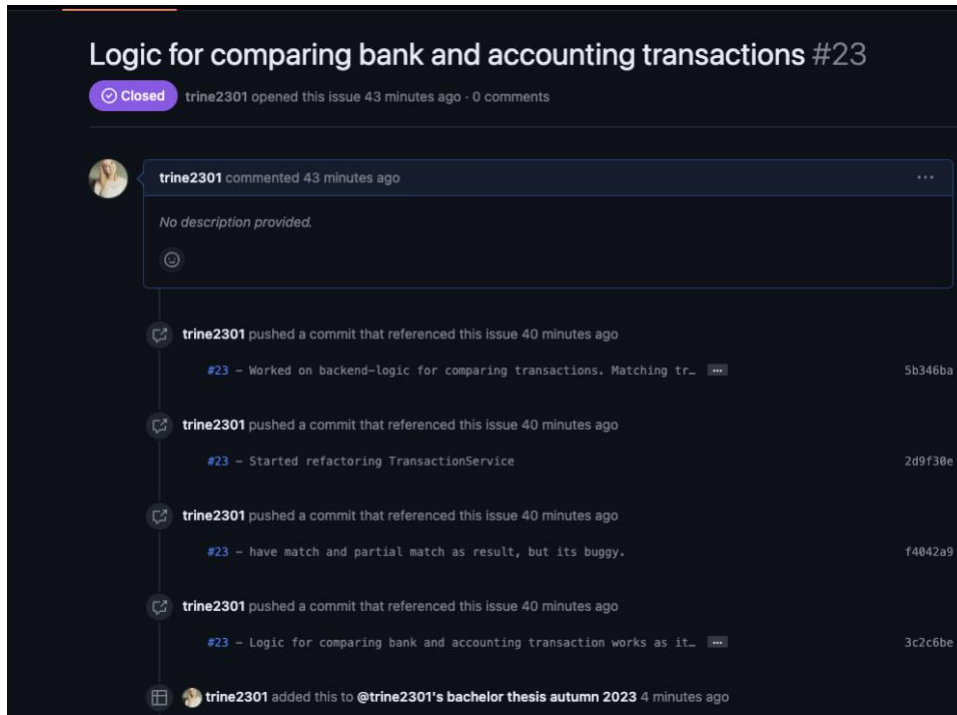 Logic for comparing bank and accounting transactions #23
Closed trine2301 opened this issue 43 minutes ago · 0 comments
trine2301 commented 43 minutes ago ...
No description provided.
trine2301 pushed a commit that referenced this issue 40 minutes ago
#23 – Worked on backend-logic for comparing transactions. Matching tr… ... 5b346ba
trine2301 pushed a commit that referenced this issue 40 minutes ago
#23 – Started refactoring TransactionService 2d9f30e
trine2301 pushed a commit that referenced this issue 40 minutes ago
#23 – have match and partial match as result, but its buggy. f4042a9
trine2301 pushed a commit that referenced this issue 40 minutes ago
#23 – Logic for comparing bank and accounting transaction works as it… ... 3c2c6be
trine2301 added this to @trine2301's bachelor thesis autumn 2023 4 minutes ago